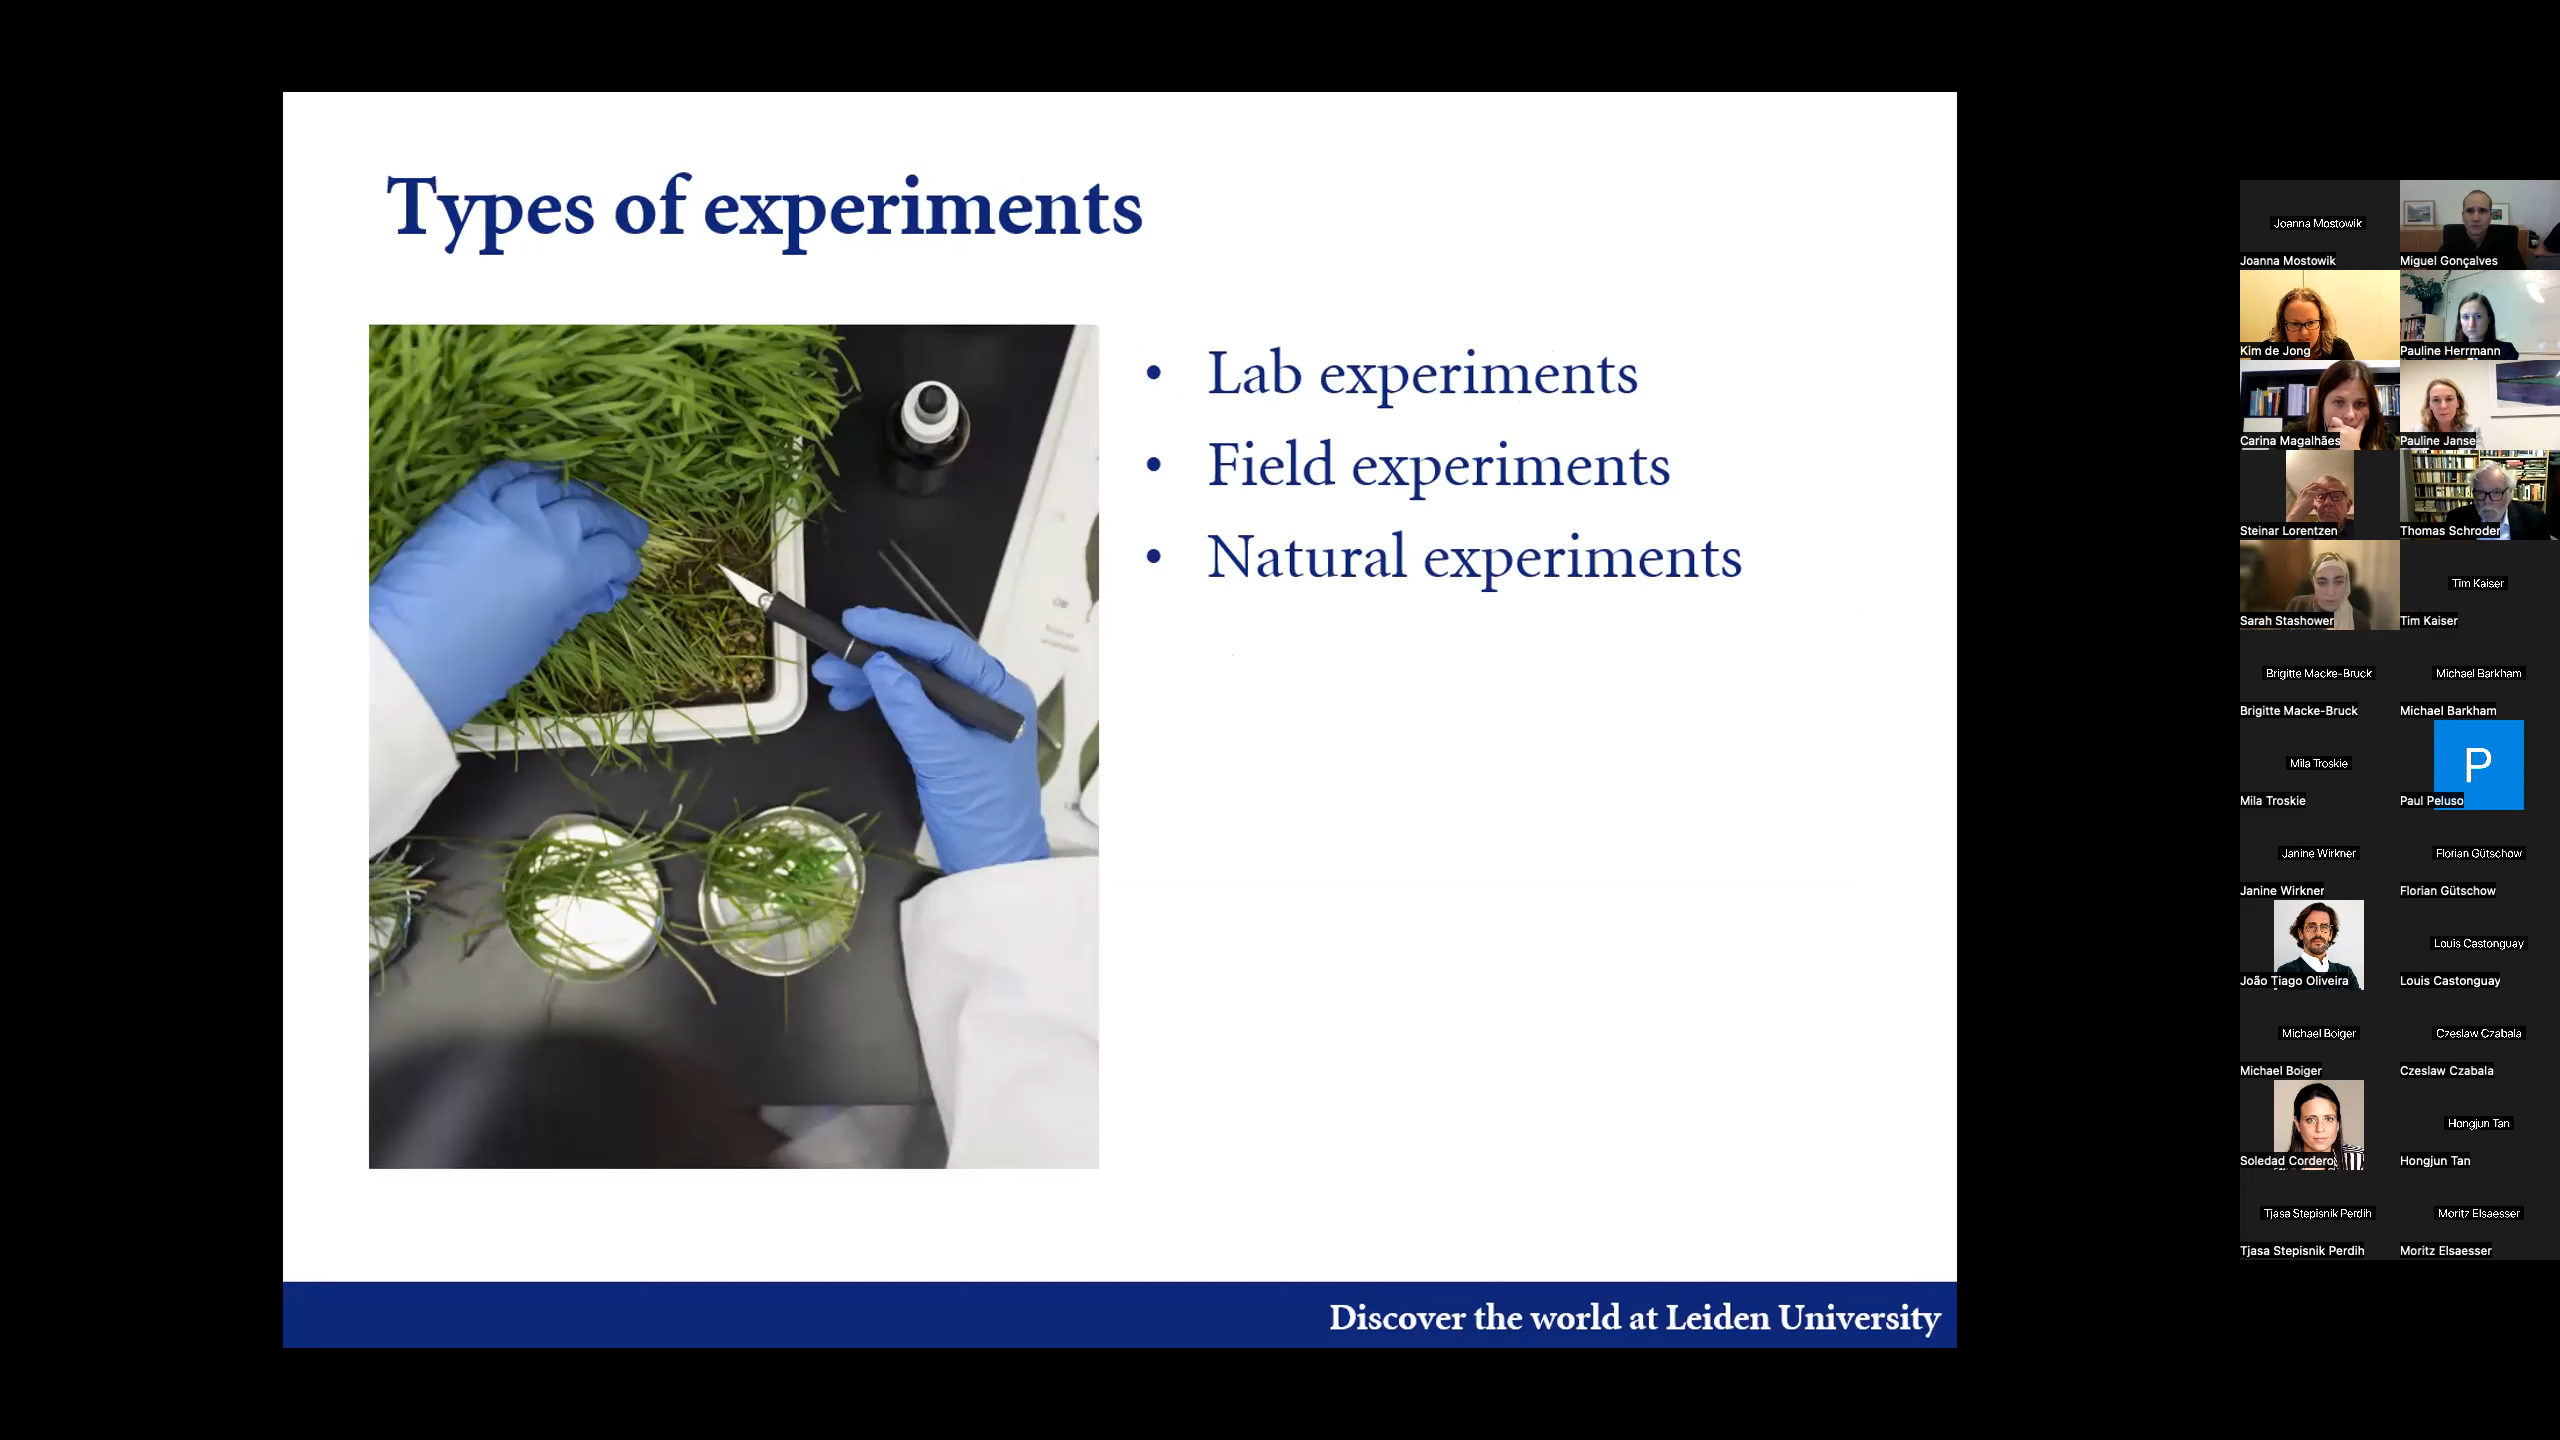 Types of experiments
• Lab experiments
• Field experiments
• Natural experiments
Discover the world at Leiden University
Joanna Mostowik
Joanna Mostowik
Miguel Gonçalves
Kim de Jong
Pauline Herrmann
Carina Magalhães
Pauline Janse
Steinar Lorentzen
Thomas Schroder
Sarah Stashower
Tim Kaiser
Tim Kaiser
Brigitte Macke-Bruck
Brigitte Macke-Bruck
Michael Barkham
Michael Barkham
Mila Troskie
Mila Troskie
P
Paul Peluso
Janine Wirkner
Janine Wirkner
Florian Gütschow
Florian Gütschow
João Tiago Oliveira
Louis Castonguay
Louis Castonguay
Michael Boiger
Michael Boiger
Czeslaw Czabala
Czeslaw Czabala
Soledad Cordero
Hongjun Tan
Hongjun Tan
Tjasa Stepisnik Perdih
Tjasa Stepisnik Perdih
Moritz Elsaesser
Moritz Elsaesser